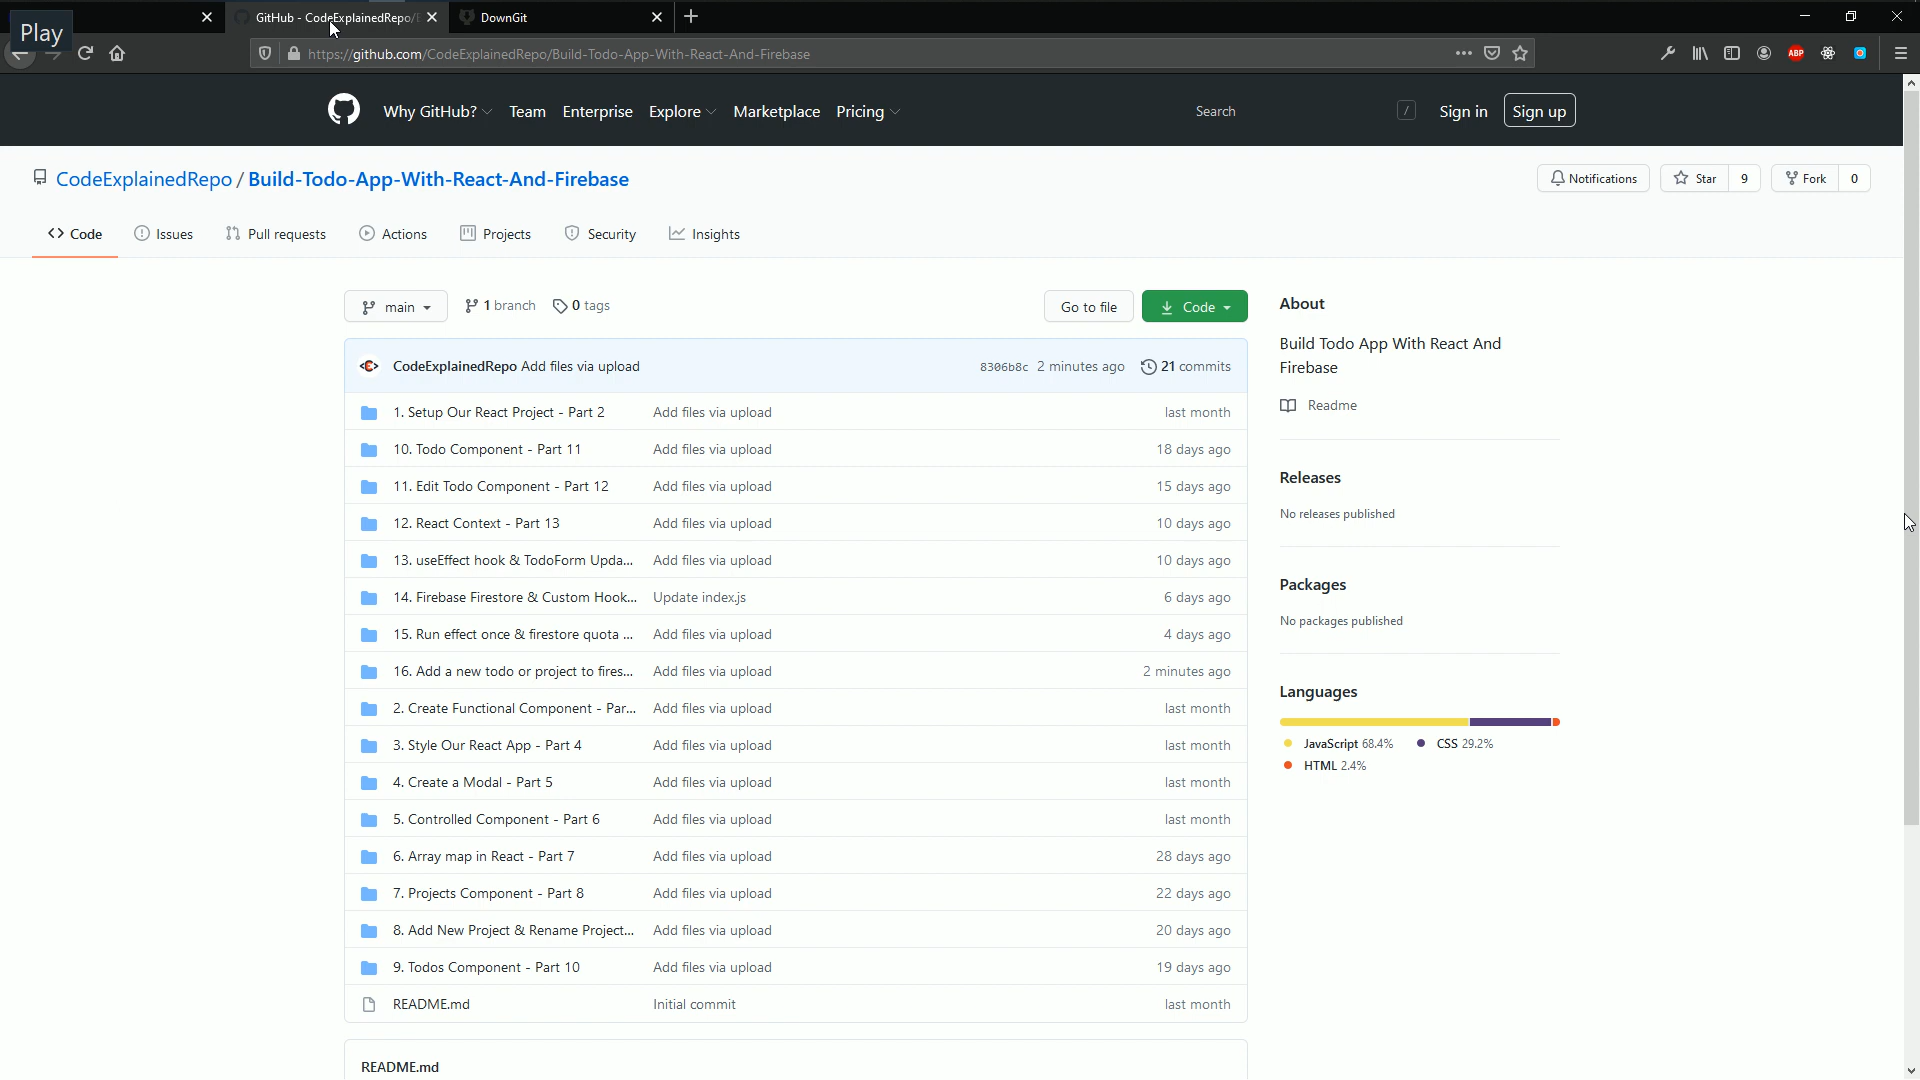 Play
GitHub - CodeExplainedRepo/
DownGit
https://github.com/CodeExplainedRepo/Build-Todo-App-With-React-And-Firebase
ABP
Why GitHub? Team Enterprise Explore Marketplace Pricing
Search / Sign in Sign up
CodeExplainedRepo / Build-Todo-App-With-React-And-Firebase
Notifications Star 9 Fork 0
Code Issues Pull requests Actions Projects Security Insights
main 1 branch 0 tags Go to file Code
CodeExplainedRepo Add files via upload 8306b8c 2 minutes ago 21 commits
1. Setup Our React Project - Part 2 Add files via upload last month
10. Todo Component - Part 11 Add files via upload 18 days ago
11. Edit Todo Component - Part 12 Add files via upload 15 days ago
12. React Context - Part 13 Add files via upload 10 days ago
13. useEffect hook & TodoForm Upda... Add files via upload 10 days ago
14. Firebase Firestore & Custom Hook... Update index.js 6 days ago
15. Run effect once & firestore quota ... Add files via upload 4 days ago
16. Add a new todo or project to fires... Add files via upload 2 minutes ago
2. Create Functional Component - Par... Add files via upload last month
3. Style Our React App - Part 4 Add files via upload last month
4. Create a Modal - Part 5 Add files via upload last month
5. Controlled Component - Part 6 Add files via upload last month
6. Array map in React - Part 7 Add files via upload 28 days ago
7. Projects Component - Part 8 Add files via upload 22 days ago
8. Add New Project & Rename Project... Add files via upload 20 days ago
9. Todos Component - Part 10 Add files via upload 19 days ago
README.md Initial commit last month
README.md
About
Build Todo App With React And
Firebase
Readme
Releases
No releases published
Packages
No packages published
Languages
JavaScript 68.4% CSS 29.2%
HTML 2.4%